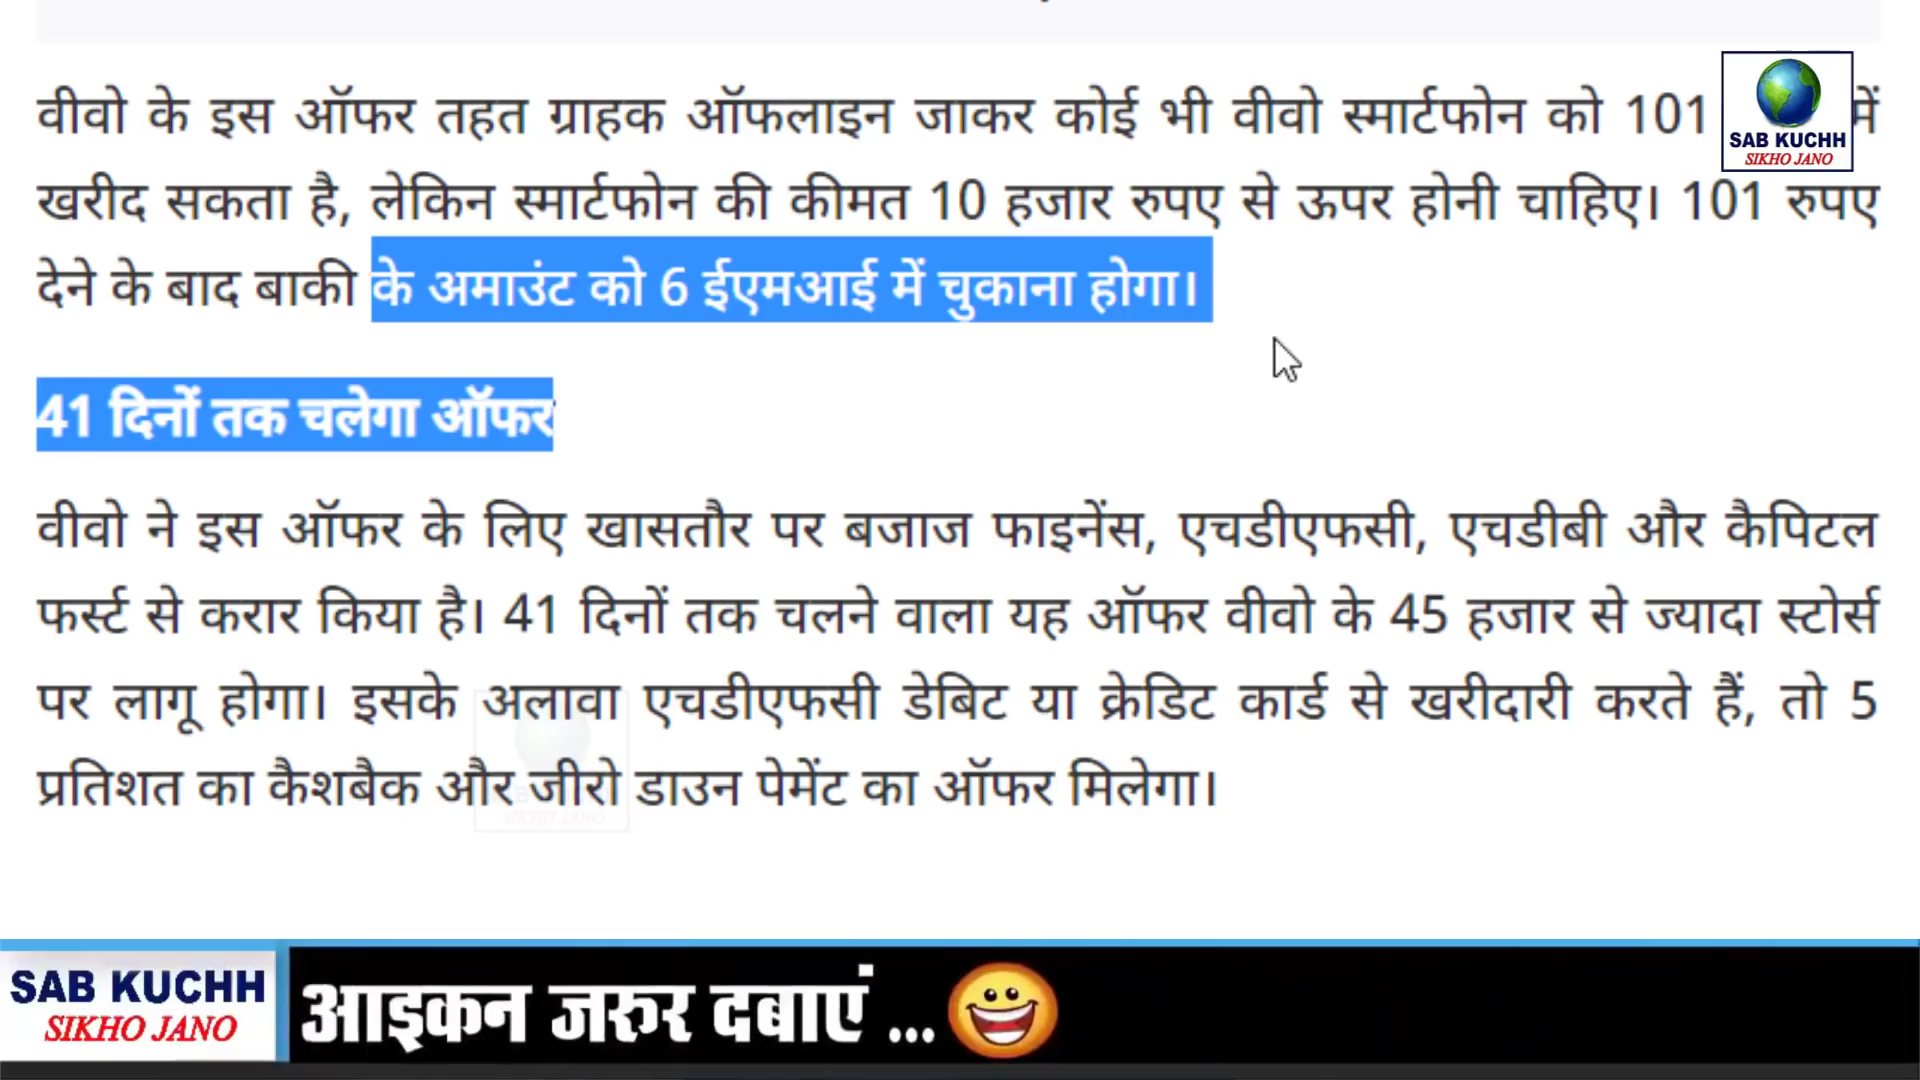 वीवो के इस ऑफर तहत ग्राहक ऑफलाइन जाकर कोई भी वीवो स्मार्टफोन को 101 में
SAB KUCHH
SIKHO JANO
खरीद सकता है, लेकिन स्मार्टफोन की कीमत 10 हजार रुपए से ऊपर होनी चाहिए। 101 रुपए
देने के बाद बाकी के अमाउंट को 6 ईएमआई में चुकाना होगा।
41 दिनों तक चलेगा ऑफर
वीवो ने इस ऑफर के लिए खासतौर पर बजाज फाइनेंस, एचडीएफसी, एचडीबी और कैपिटल
फर्स्ट से करार किया है। 41 दिनों तक चलने वाला यह ऑफर वीवो के 45 हजार से ज्यादा स्टोर्स
पर लागू होगा। इसके अलावा एचडीएफसी डेबिट या क्रेडिट कार्ड से खरीदारी करते हैं, तो 5
प्रतिशत का कैशबैक और जीरो डाउन पेमेंट का ऑफर मिलेगा।
SIKHO JANO
SAB KUCHH
SIKHO JANO
आइकन जरुर दबाएं ...